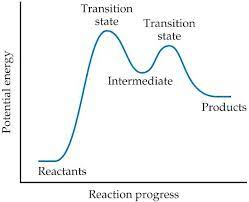 Transition
state
Transition
state
Intermediate
Products
Reactants
Potential energy
Reaction progress